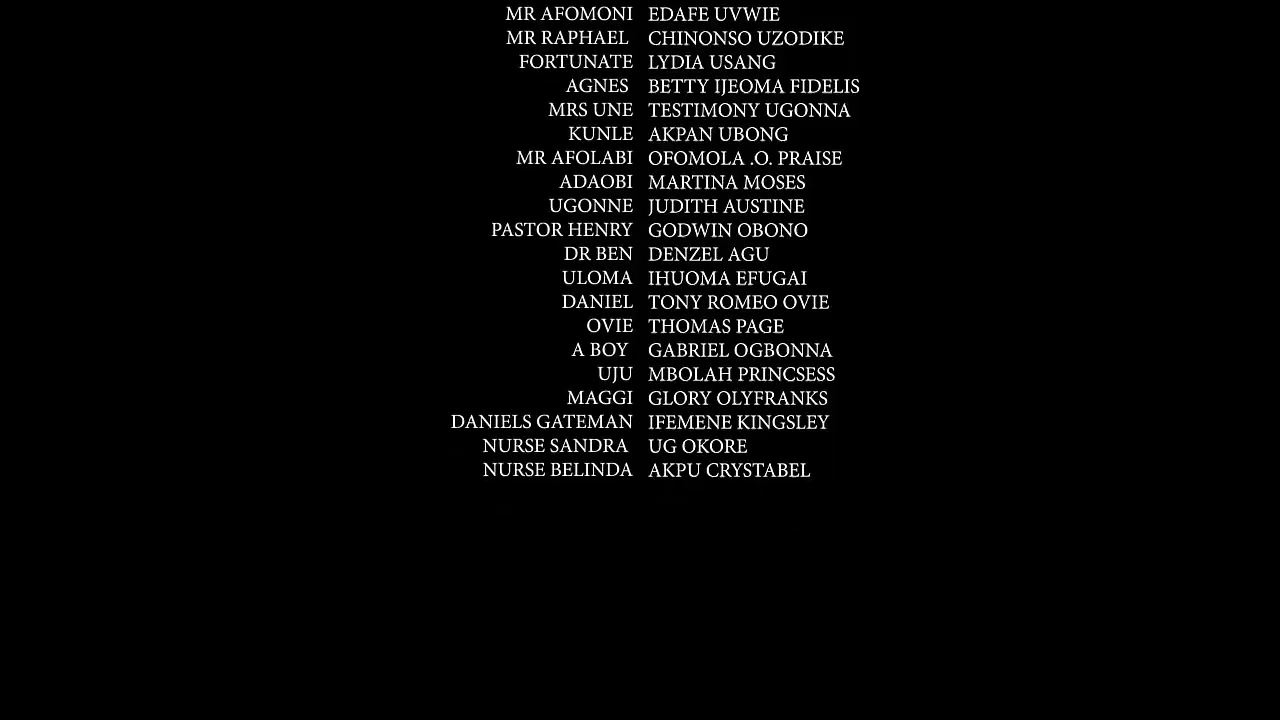 MR AFOMONI EDAFE UVWIE
MR RAPHAEL CHINONSO UZODIKE
FORTUNATE LYDIA USANG
AGNES BETTY IJEOMA FIDELIS
MRS UNE TESTIMONY UGONNA
KUNLE AKPAN UBONG
MR AFOLABI OFOMOLA .O. PRAISE
ADAOBI MARTINA MOSES
UGONNE JUDITH AUSTINE
PASTOR HENRY GODWIN OBONO
DR BEN DENZEL AGU
ULOMA IHUOMA EFUGAI
DANIEL TONY ROMEO OVIE
OVIE THOMAS PAGE
A BOY GABRIEL OGBONNA
UJU MBOLAH PRINCSESS
MAGGI GLORY OLYFRANKS
DANIELS GATEMAN IFEMENE KINGSLEY
NURSE SANDRA UG OKORE
NURSE BELINDA AKPU CRYSTABEL